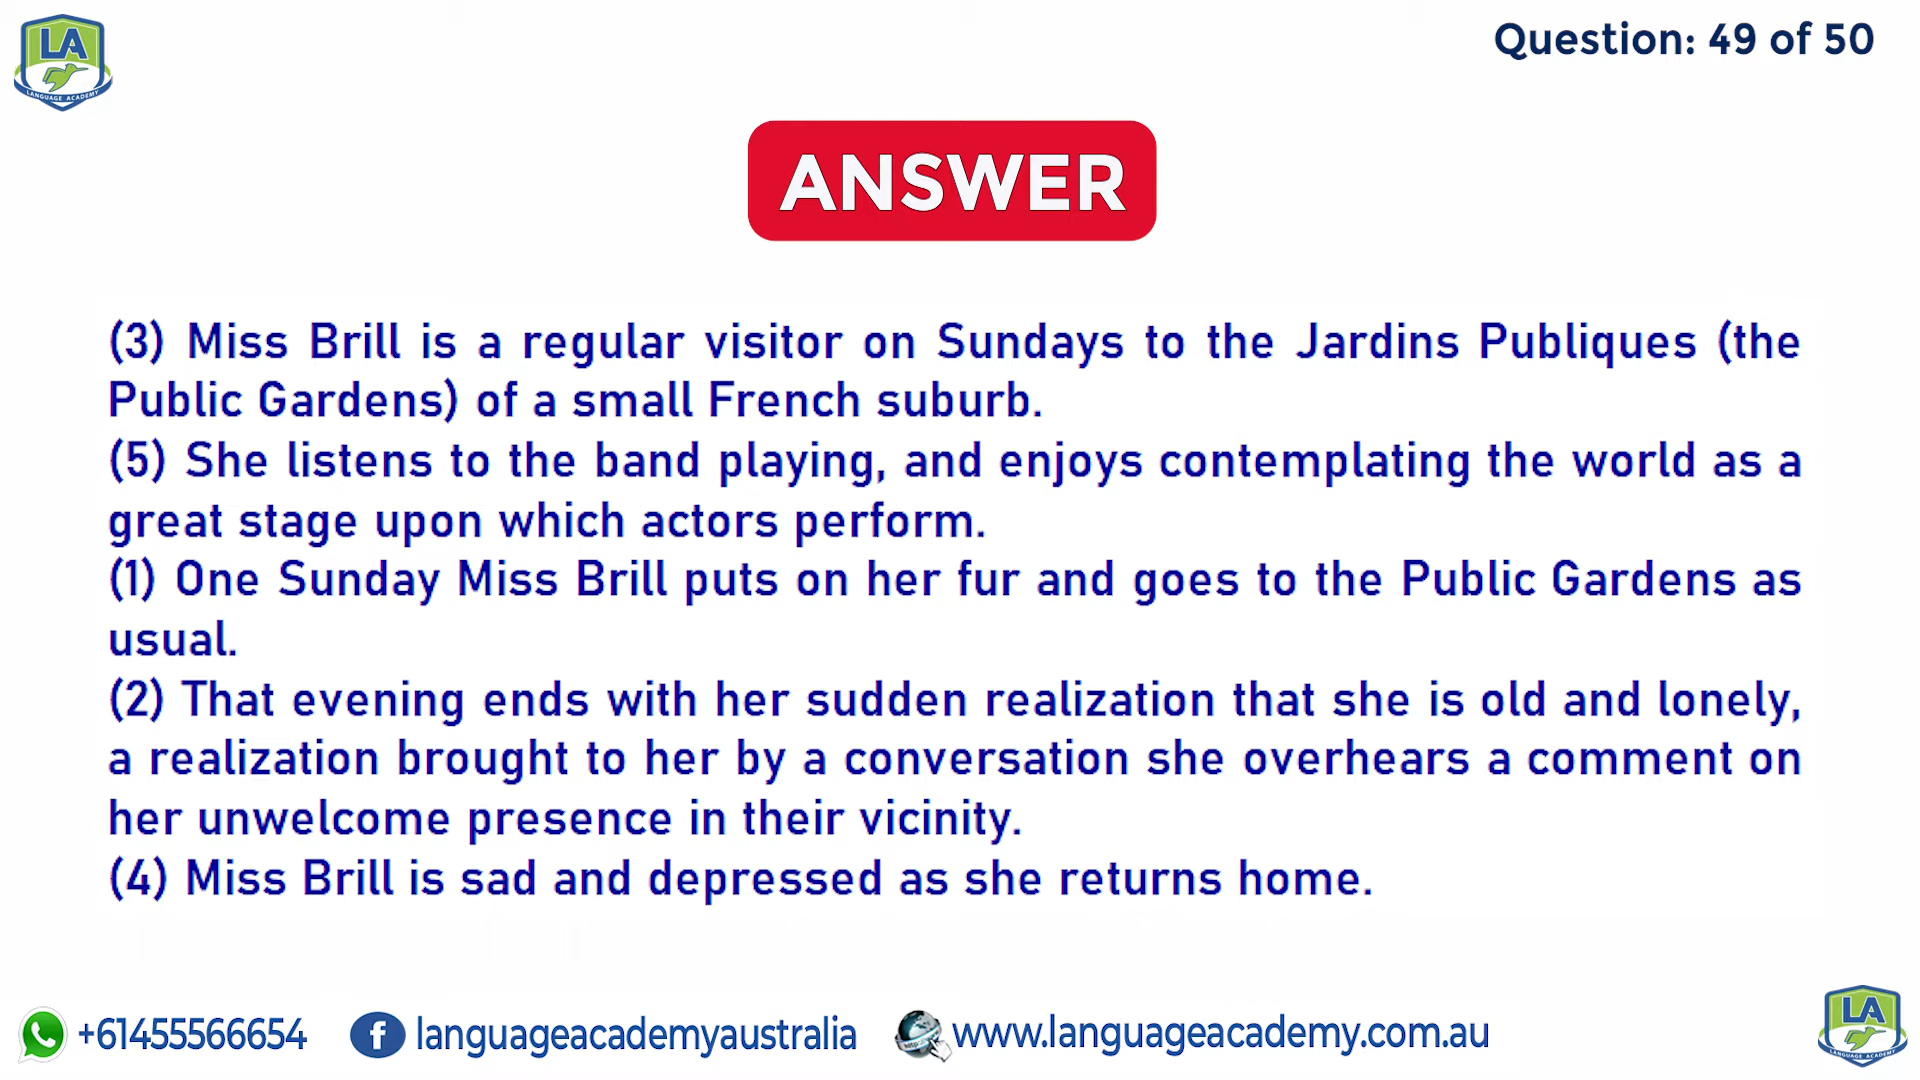 LA
LANGUAGE ACADEMY
Question: 49 of 50
ANSWER
(3) Miss Brill is a regular visitor on Sundays to the Jardins Publiques (the
Public Gardens) of a small French suburb.
(5) She listens to the band playing, and enjoys contemplating the world as a
great stage upon which actors perform.
(1) One Sunday Miss Brill puts on her fur and goes to the Public Gardens as
usual.
(2) That evening ends with her sudden realization that she is old and lonely,
a realization brought to her by a conversation she overhears a comment on
her unwelcome presence in their vicinity.
(4) Miss Brill is sad and depressed as she returns home.
+61455566654
f languageacademyaustralia
www.languageacademy.com.au
LA
LANGUAGE ACADEMY